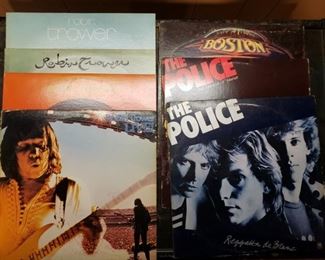 robin
trower
Robin Trower
BOSTON
THE
POLICE
THE
POLICE
Reggatta de Blanc